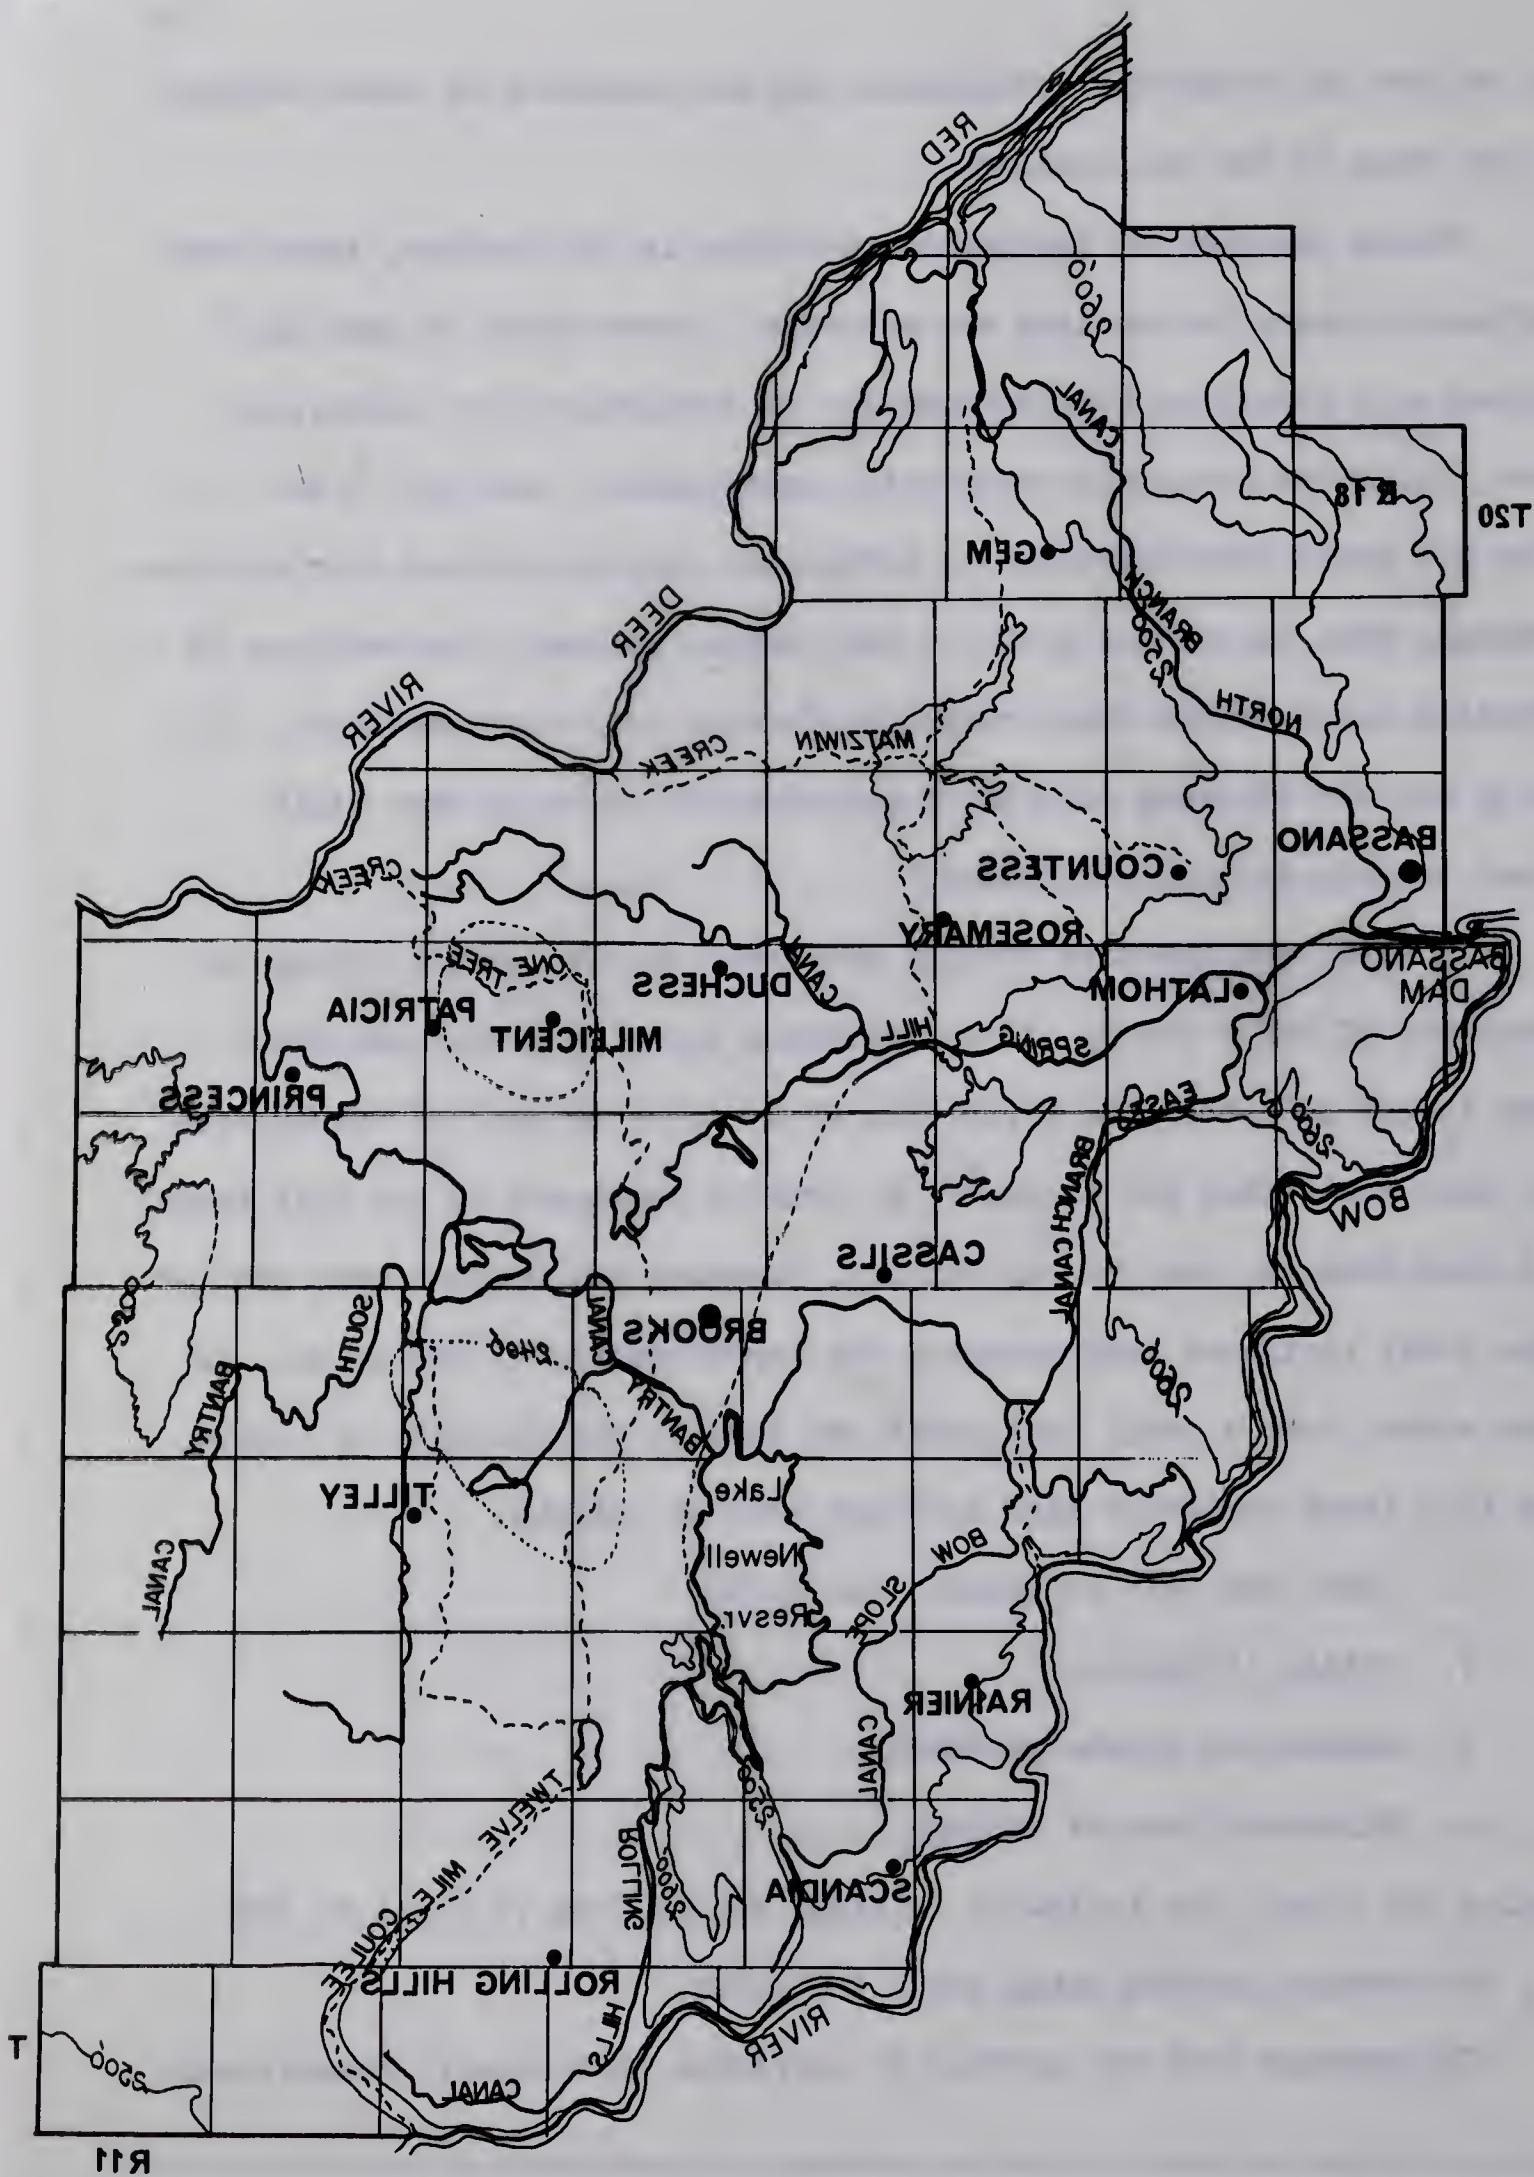 RED
2600'
CANAL
R 18
T20
GEM
BRANCH
2500'
DEER
NORTH
RIVER
MATZIWIN
CREEK
BASSANO
COUNTESS
CREEK
ROSEMARY
BASSANO
DAM
ONE TREE
DUCHESS
CANAL
LATHOM
PATRICIA
MILEICENT
HILL
SPRING
PRINCESS
EAST
2600'
BOW
BRANCH CANAL
CASSILS
2500
SOUTH
CANAL
BROOKS
2400
2600'
BANTRY
BANTRY
TILLEY
Lake
Newell
Resvr.
BOW
SLOPE
CANAL
RAINIER
CANAL
2500'
TWELVE
MILE
COULEE
ROLLING
2600'
SCANDIA
ROLLING HILLS
HILLS
RIVER
CANAL
T
2500'
R11